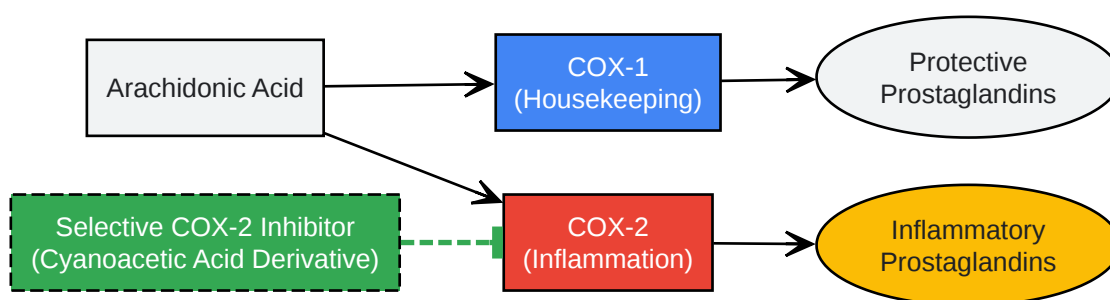 Arachidonic Acid
COX-1
(Housekeeping)
Protective
Prostaglandins
Selective COX-2 Inhibitor
(Cyanoacetic Acid Derivative)
COX-2
(Inflammation)
Inflammatory
Prostaglandins